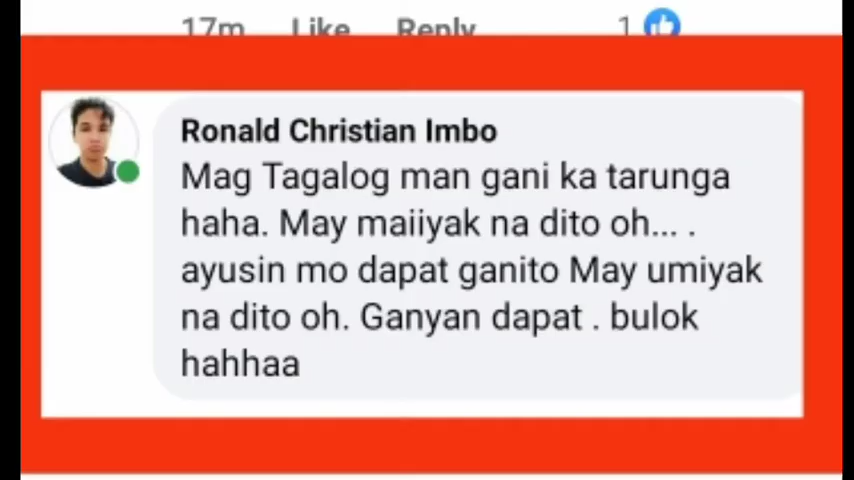 17m Like Reply 1
Ronald Christian Imbo
Mag Tagalog man gani ka tarunga
haha. May maiiyak na dito oh... .
ayusin mo dapat ganito May umiyak
na dito oh. Ganyan dapat . bulok
hahhaa